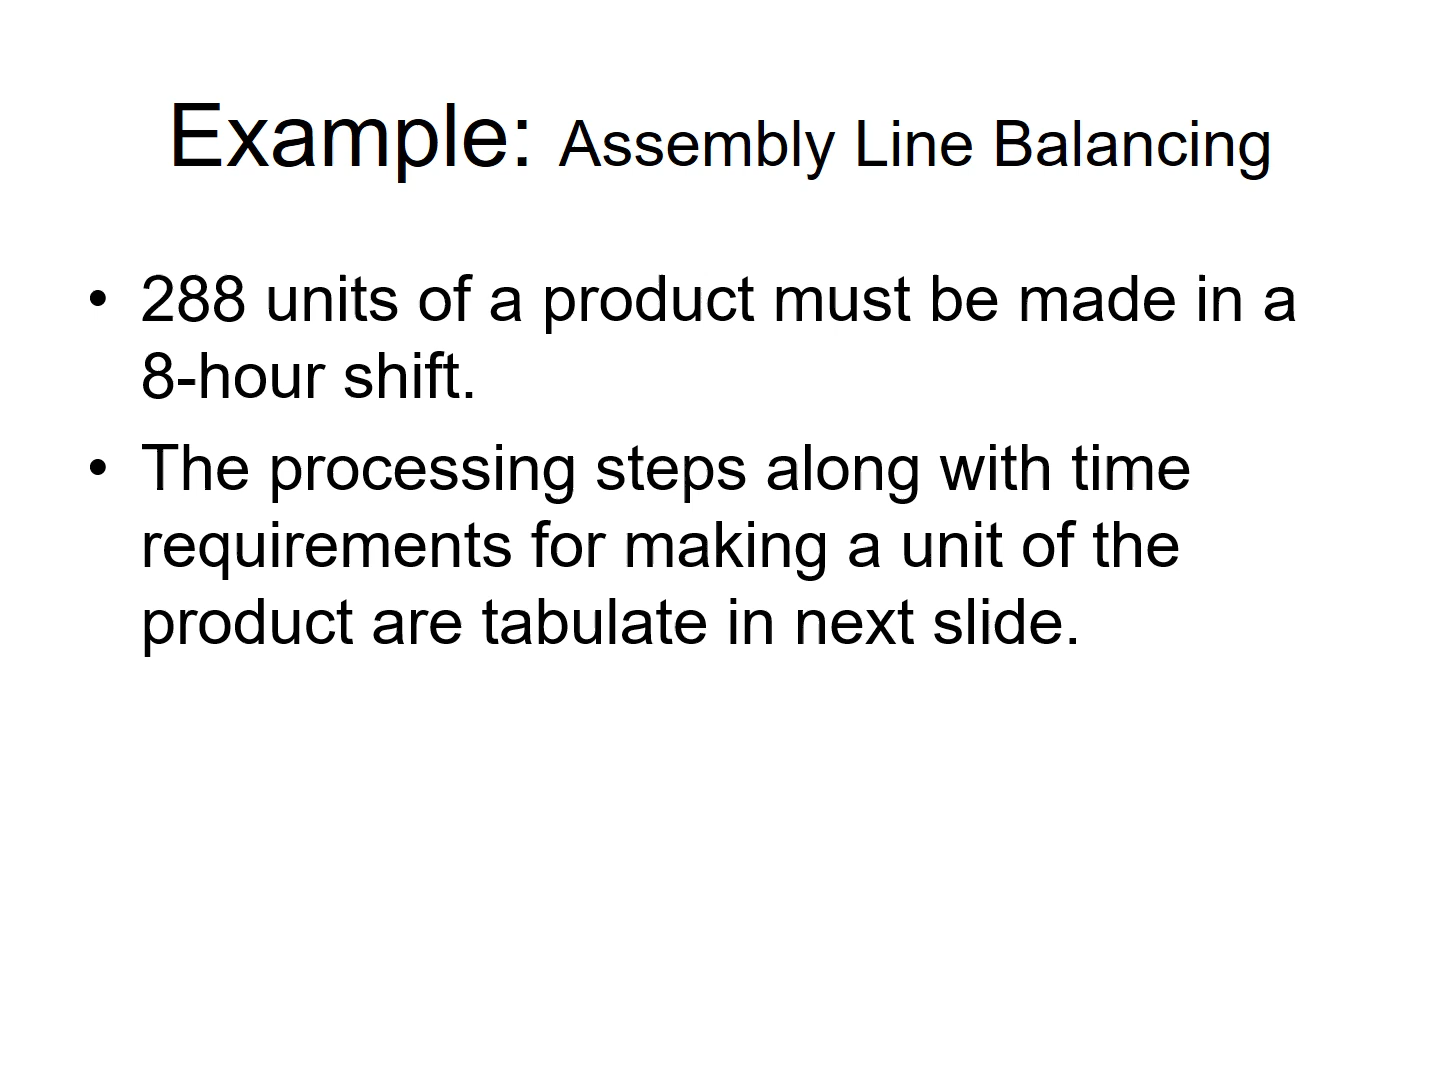 Example: Assembly Line Balancing
• 288 units of a product must be made in a
8-hour shift.
• The processing steps along with time
requirements for making a unit of the
product are tabulate in next slide.